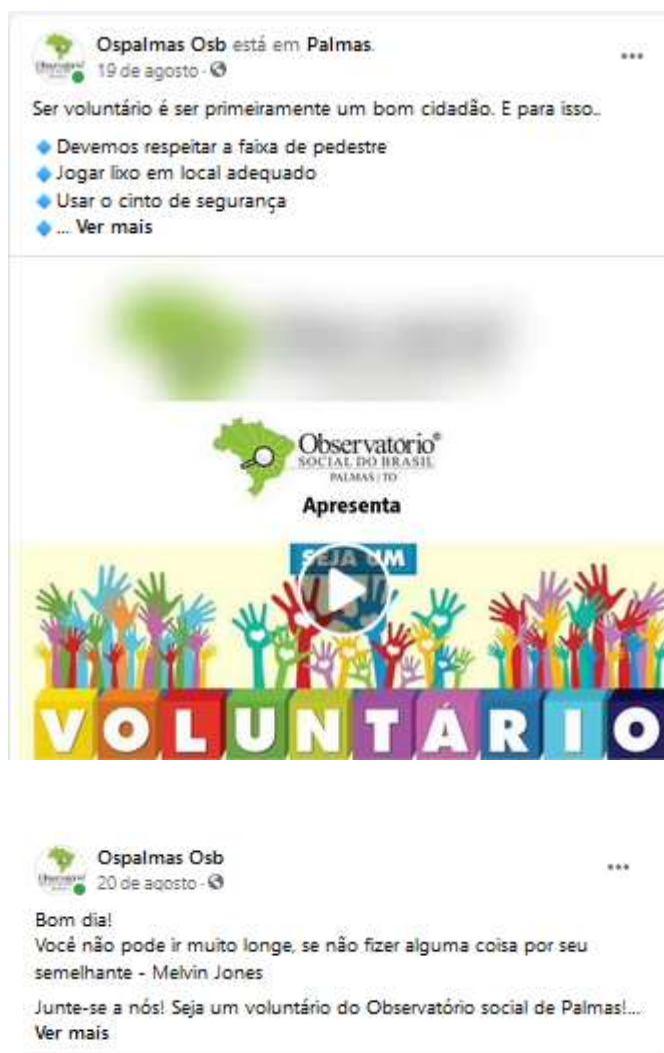 Ospalmas Osb está em Palmas.
19 de agosto ·
Ser voluntário é ser primeiramente um bom cidadão. E para isso..
Devemos respeitar a faixa de pedestre
Jogar lixo em local adequado
Usar o cinto de segurança
... Ver mais
Observatorio®
SOCIAL DO BRASIL
PALMAS / TO
Apresenta
SEJA UM
VOLUNTÁRIO
Ospalmas Osb
20 de agosto ·
Bom dia!
Você não pode ir muito longe, se não fizer alguma coisa por seu
semelhante - Melvin Jones
Junte-se a nós! Seja um voluntário do Observatório social de Palmas!...
Ver mais